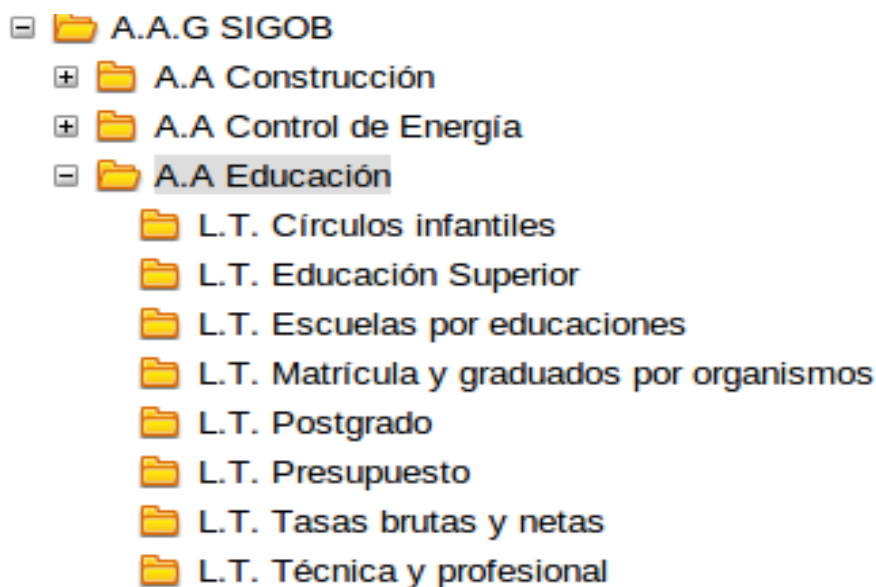 A.A.G SIGOB
A.A Construcción
A.A Control de Energía
A.A Educación
L.T. Círculos infantiles
L.T. Educación Superior
L.T. Escuelas por educaciones
L.T. Matrícula y graduados por organismos
L.T. Postgrado
L.T. Presupuesto
L.T. Tasas brutas y netas
L.T. Técnica y profesional